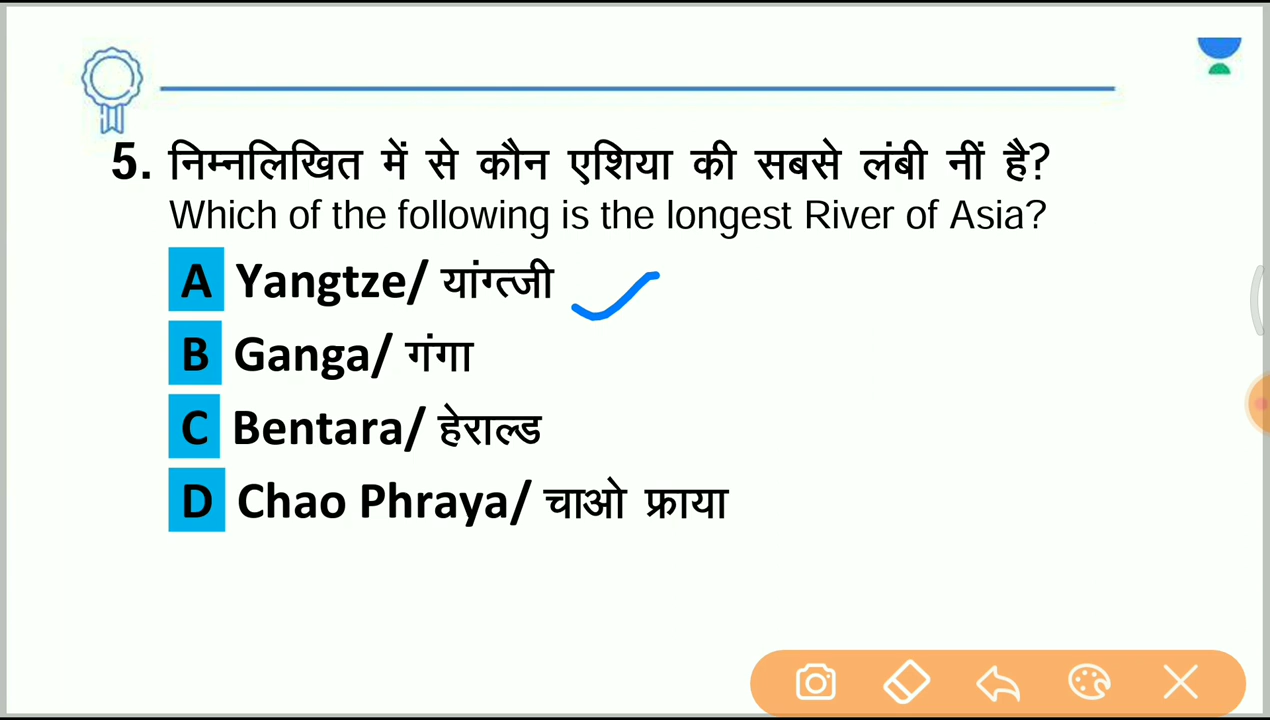 5. निम्नलिखित में से कौन एशिया की सबसे लंबी नीं है?
Which of the following is the longest River of Asia?
A Yangtze/ यांग्त्जी
B Ganga/ गंगा
C Bentara/ हेराल्ड
D Chao Phraya/ चाओ फ्राया